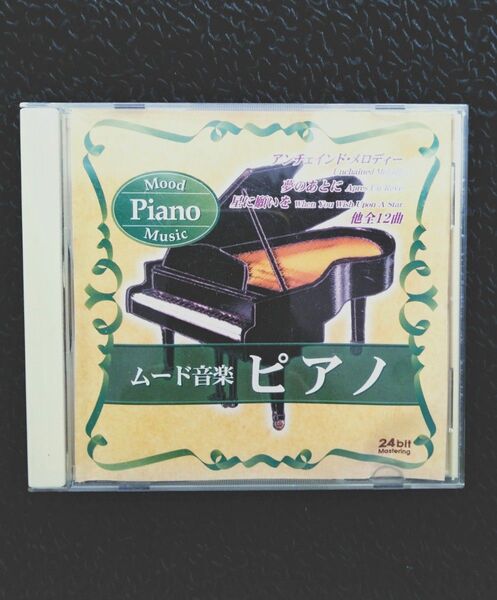 Mood
Piano
Music
アンチェインド・メロディー
Unchained Melody
夢のあとに Apres Un Reve
星に願いを When You Wish Upon A Star
他全12曲
ムード音楽 ピアノ
24bit
Mastering